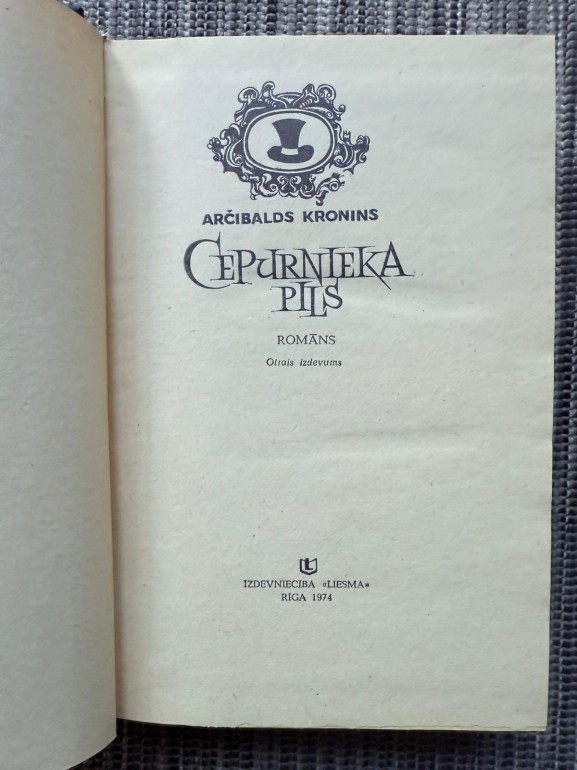 ARČIBALDS KRONINS
CEPURNIEKA
PILS
ROMĀNS
Otrais izdevums
IZDEVNIECĪBA «LIESMA»
RĪGA 1974